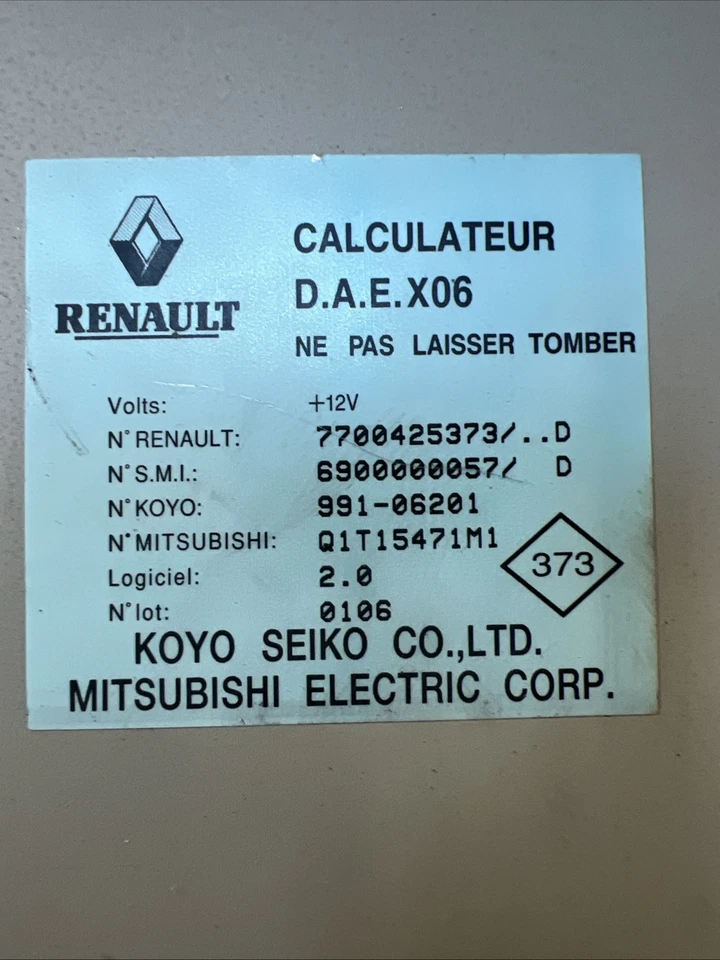 RENAULT
CALCULATEUR
D.A.E.X06
NE PAS LAISSER TOMBER
Volts: +12V
N° RENAULT: 7700425373/..D
N° S.M.I.: 6900000057/ D
N° KOYO: 991-06201
N° MITSUBISHI: Q1T15471M1
373
Logiciel: 2.0
N° lot: 0106
KOYO SEIKO CO.,LTD.
MITSUBISHI ELECTRIC CORP.